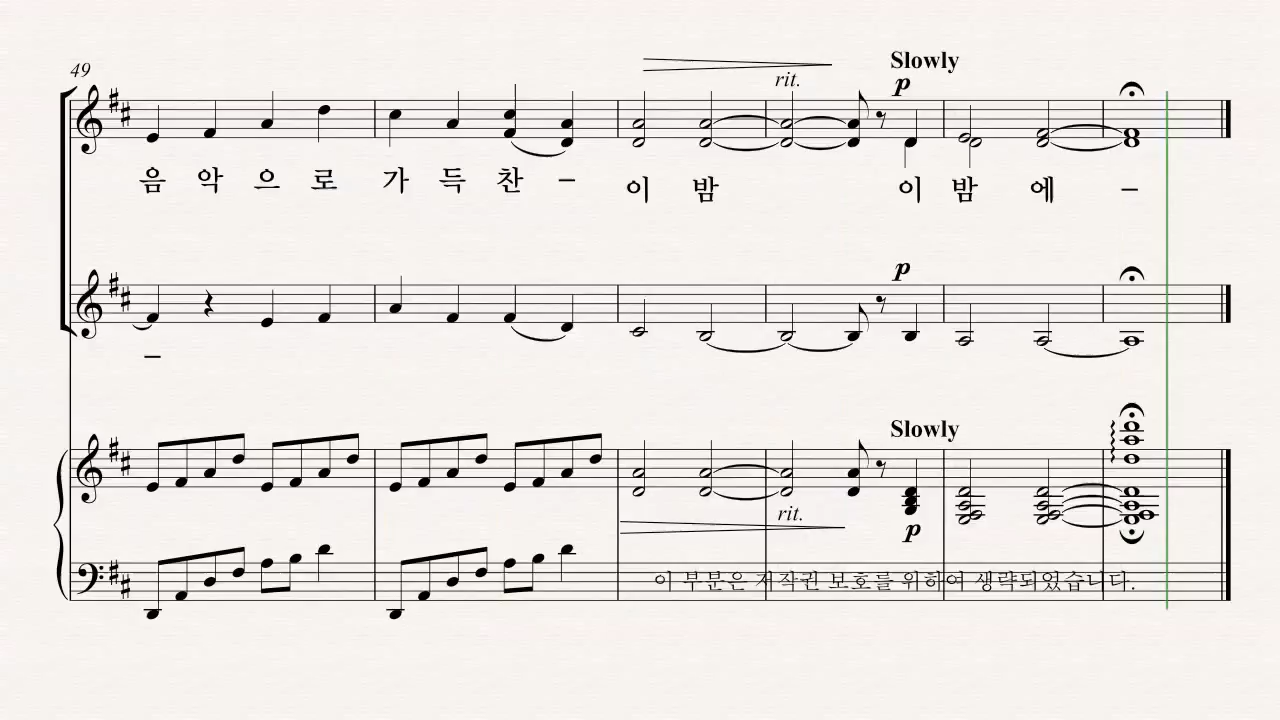 49
Slowly
rit.
p
음 악 으 로 가 득 찬 – 이 밤 이 밤 에 –
p
–
Slowly
rit.
p
이 부분은 저작권 보호를 위하여 생략되었습니다.